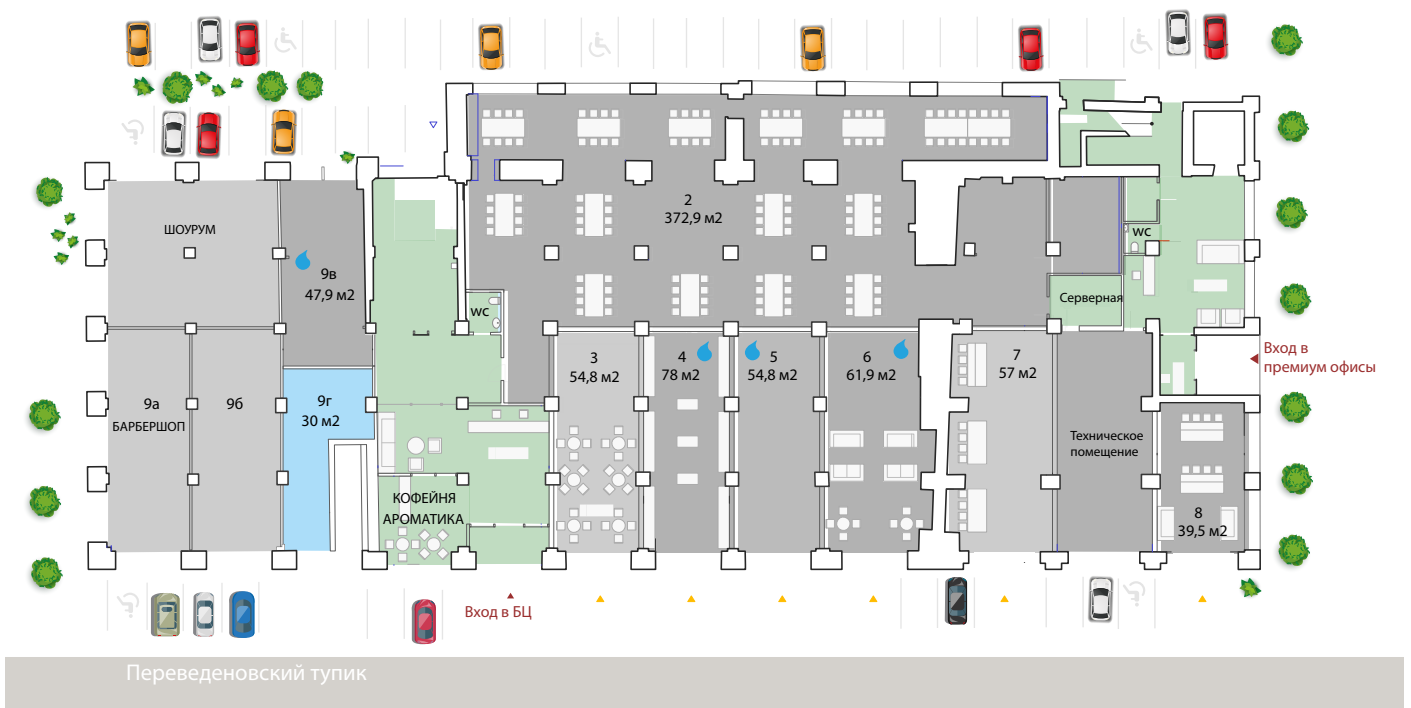 2
372,9 м2
ШОУРУМ
9в
47,9 м2
wc
wc
Серверная
Вход в
премиум офисы
3
54,8 м2
4
78 м2
5
54,8 м2
6
61,9 м2
7
57 м2
9а
БАРБЕРШОП
9б
9г
30 м2
Техническое
помещение
КОФЕЙНЯ
АРОМАТИКА
8
39,5 м2
Вход в БЦ
Переведеновский тупик